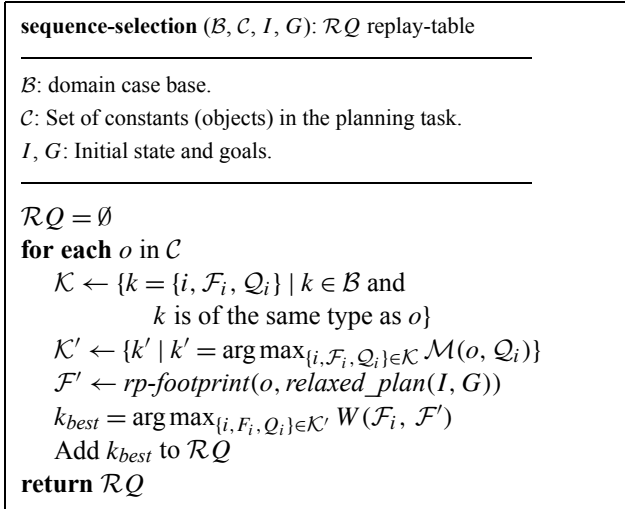 sequence-selection (ℬ, 𝒞, I, G): ℛQ replay-table
ℬ: domain case base.
𝒞: Set of constants (objects) in the planning task.
I, G: Initial state and goals.
ℛQ = ∅
for each o in 𝒞
𝒦 ← {k = {i, ℱᵢ, 𝒬ᵢ} | k ∈ ℬ and
k is of the same type as o}
𝒦′ ← {k′ | k′ = arg max_{{i,ℱᵢ,𝒬ᵢ}∈𝒦} ℳ(o, 𝒬ᵢ)}
ℱ′ ← rp-footprint(o, relaxed_plan(I, G))
k_best = arg max_{{i,Fᵢ,Qᵢ}∈𝒦′} W(ℱᵢ, ℱ′)
Add k_best to ℛQ
return ℛQ